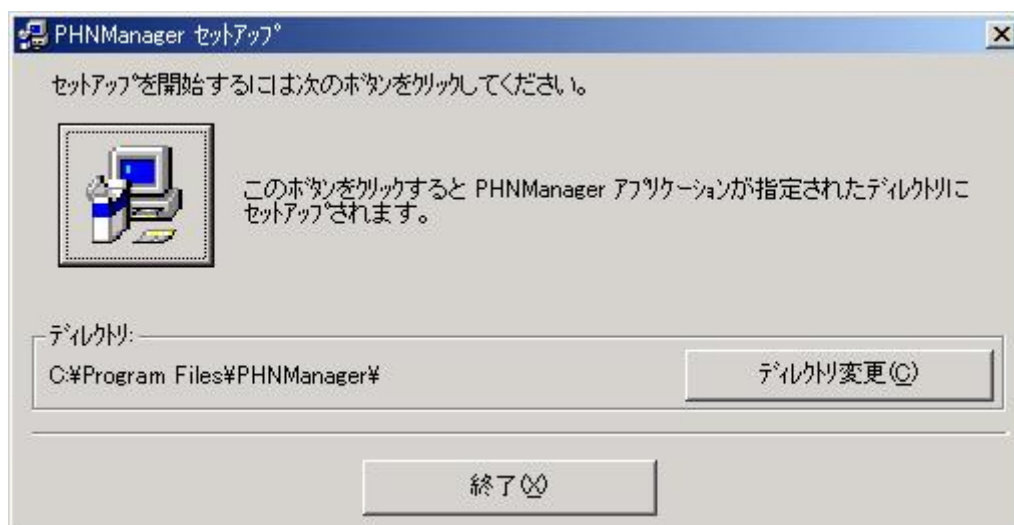 PHNManager ｾｯﾄｱｯﾌﾟ
ｾｯﾄｱｯﾌﾟを開始するには次のﾎﾞﾀﾝをｸﾘｯｸしてください。
このﾎﾞﾀﾝをｸﾘｯｸすると PHNManager ｱﾌﾟﾘｹｰｼｮﾝが指定されたﾃﾞｨﾚｸﾄﾘに
ｾｯﾄｱｯﾌﾟされます。
ﾃﾞｨﾚｸﾄﾘ:
C:¥Program Files¥PHNManager¥
ﾃﾞｨﾚｸﾄﾘ変更(C)
終了(X)